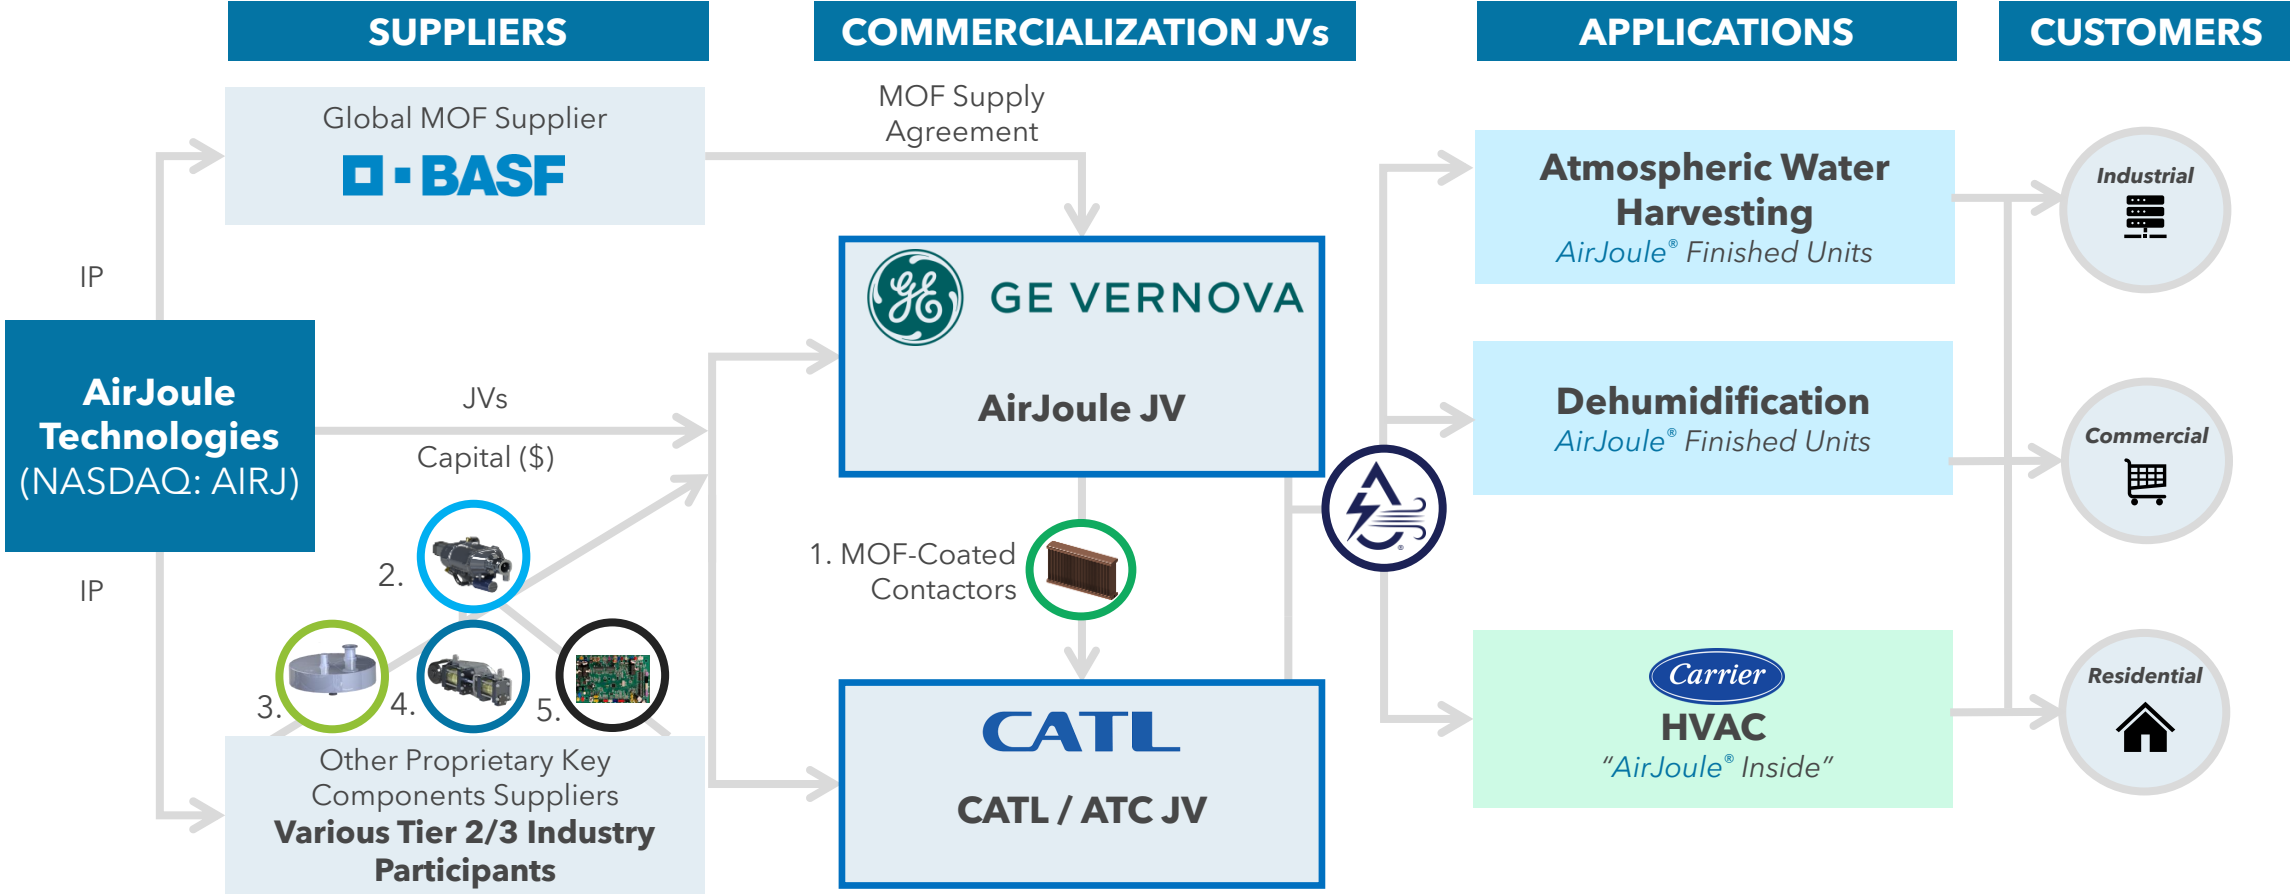 SUPPLIERS
COMMERCIALIZATION JVs
APPLICATIONS
CUSTOMERS
Global MOF Supplier
BASF
MOF Supply
Agreement
IP
AirJoule
Technologies
(NASDAQ: AIRJ)
IP
JVs
Capital ($)
2.
3.
4.
5.
Other Proprietary Key
Components Suppliers
Various Tier 2/3 Industry
Participants
GE VERNOVA
AirJoule JV
1. MOF-Coated
Contactors
CATL
CATL / ATC JV
Atmospheric Water
Harvesting
AirJoule® Finished Units
Dehumidification
AirJoule® Finished Units
Carrier
HVAC
“AirJoule® Inside”
Industrial
Commercial
Residential